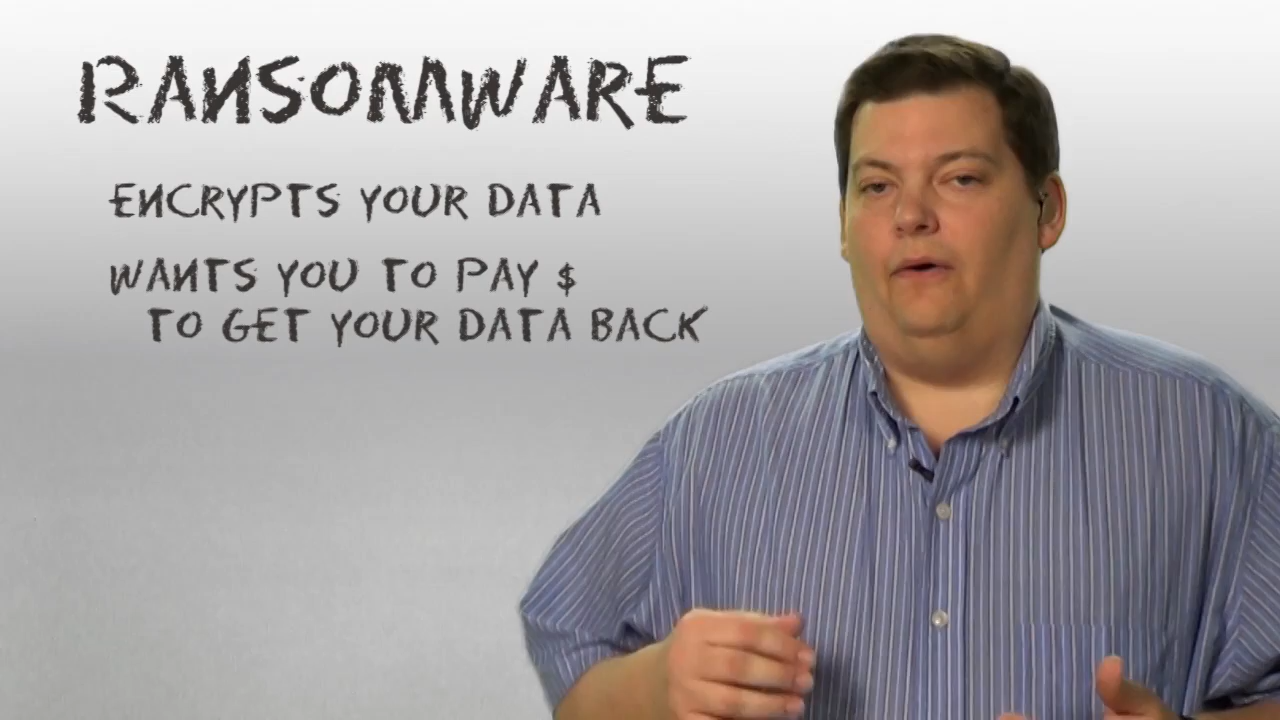 RANSOMWARE
ENCRYPTS YOUR DATA
WANTS YOU TO PAY $
TO GET YOUR DATA BACK